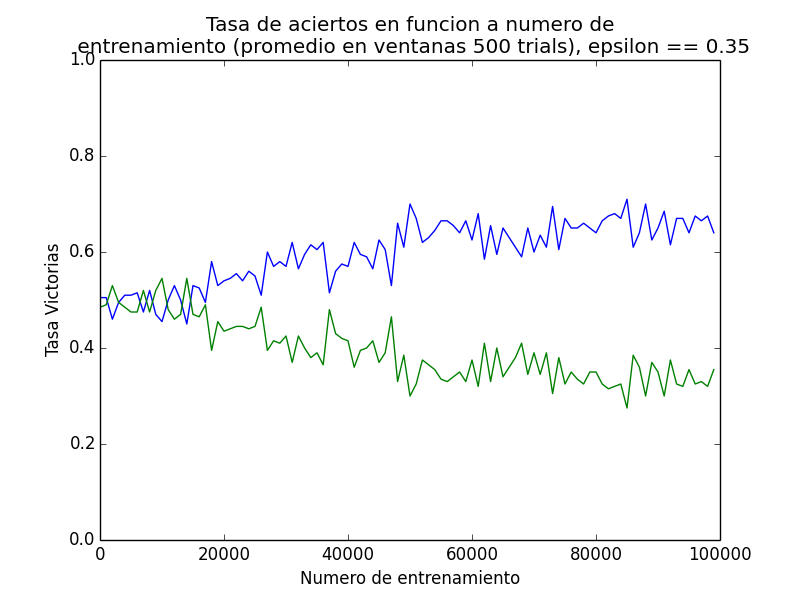 Tasa de aciertos en funcion a numero de
entrenamiento (promedio en ventanas 500 trials), epsilon == 0.35
1.0
0.8
0.6
0.4
0.2
0.0
Tasa Victorias
0 20000 40000 60000 80000 100000
Numero de entrenamiento